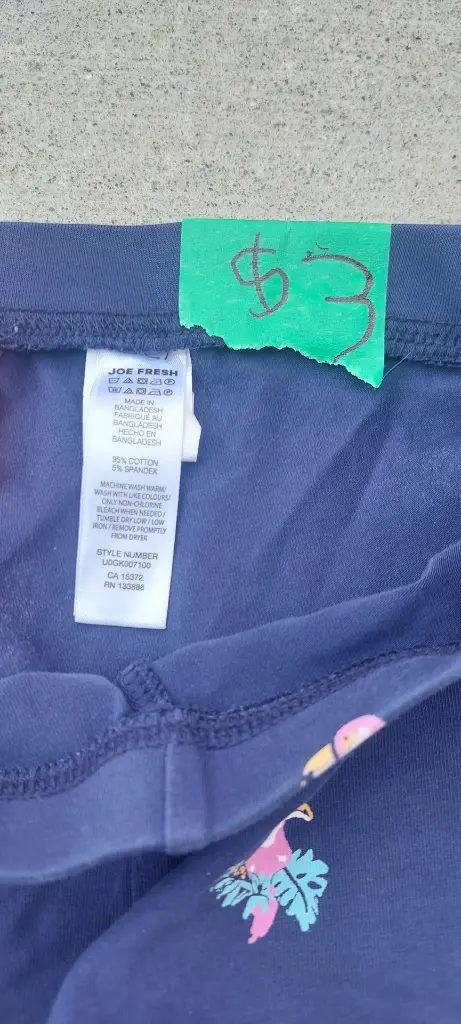 $3
JOE FRESH
MADE IN
BANGLADESH
FABRIQUÉ AU
BANGLADESH
HECHO EN
BANGLADESH
95% COTTON
5% SPANDEX
MACHINE WASH WARM/
WASH WITH LIKE COLOURS/
ONLY NON-CHLORINE
BLEACH WHEN NEEDED /
TUMBLE DRY LOW / LOW
IRON / REMOVE PROMPTLY
FROM DRYER
STYLE NUMBER
U0GK007100
CA 15372
RN 133886